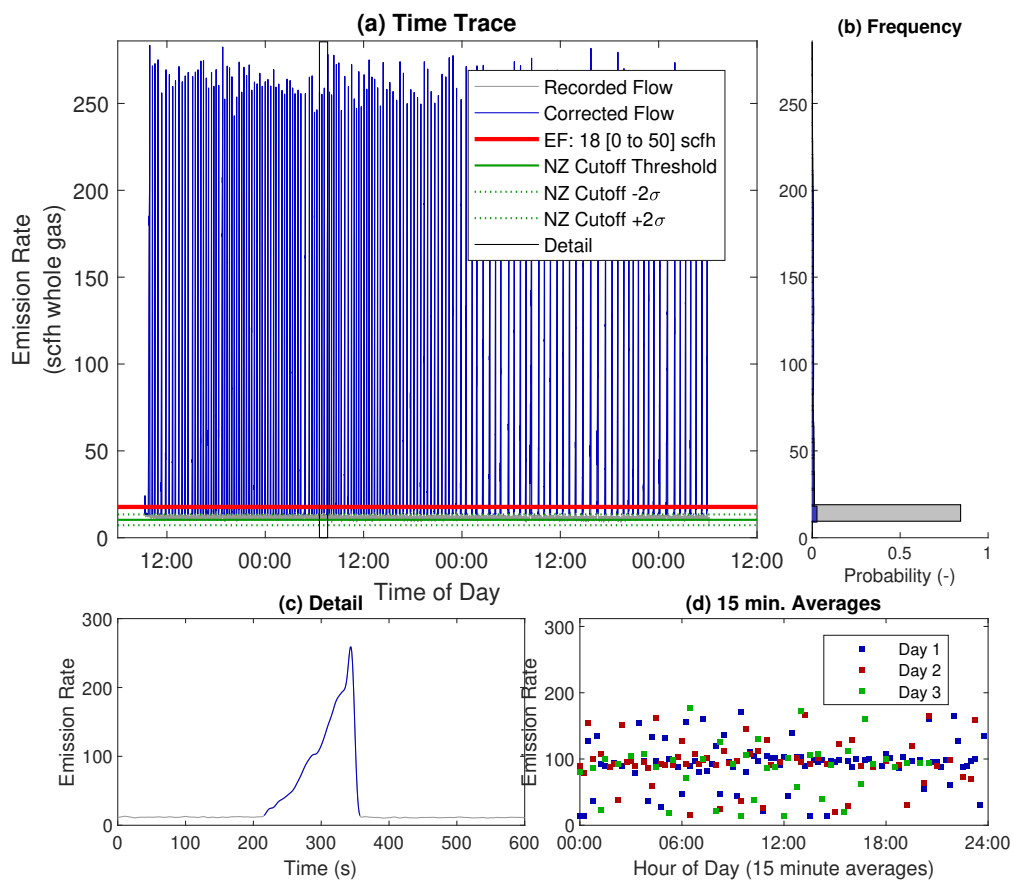 (a) Time Trace
Emission Rate
(scfh whole gas)
250
200
150
100
50
0
12:00 00:00 12:00 00:00 12:00 00:00 12:00
Time of Day
Recorded Flow
Corrected Flow
EF: 18 [0 to 50] scfh
NZ Cutoff Threshold
NZ Cutoff -2σ
NZ Cutoff +2σ
Detail
(b) Frequency
250
200
150
100
50
0
0 0.5 1
Probability (-)
(c) Detail
Emission Rate
300
200
100
0
0 100 200 300 400 500 600
Time (s)
(d) 15 min. Averages
Emission Rate
300
200
100
0
00:00 06:00 12:00 18:00 24:00
Hour of Day (15 minute averages)
Day 1
Day 2
Day 3